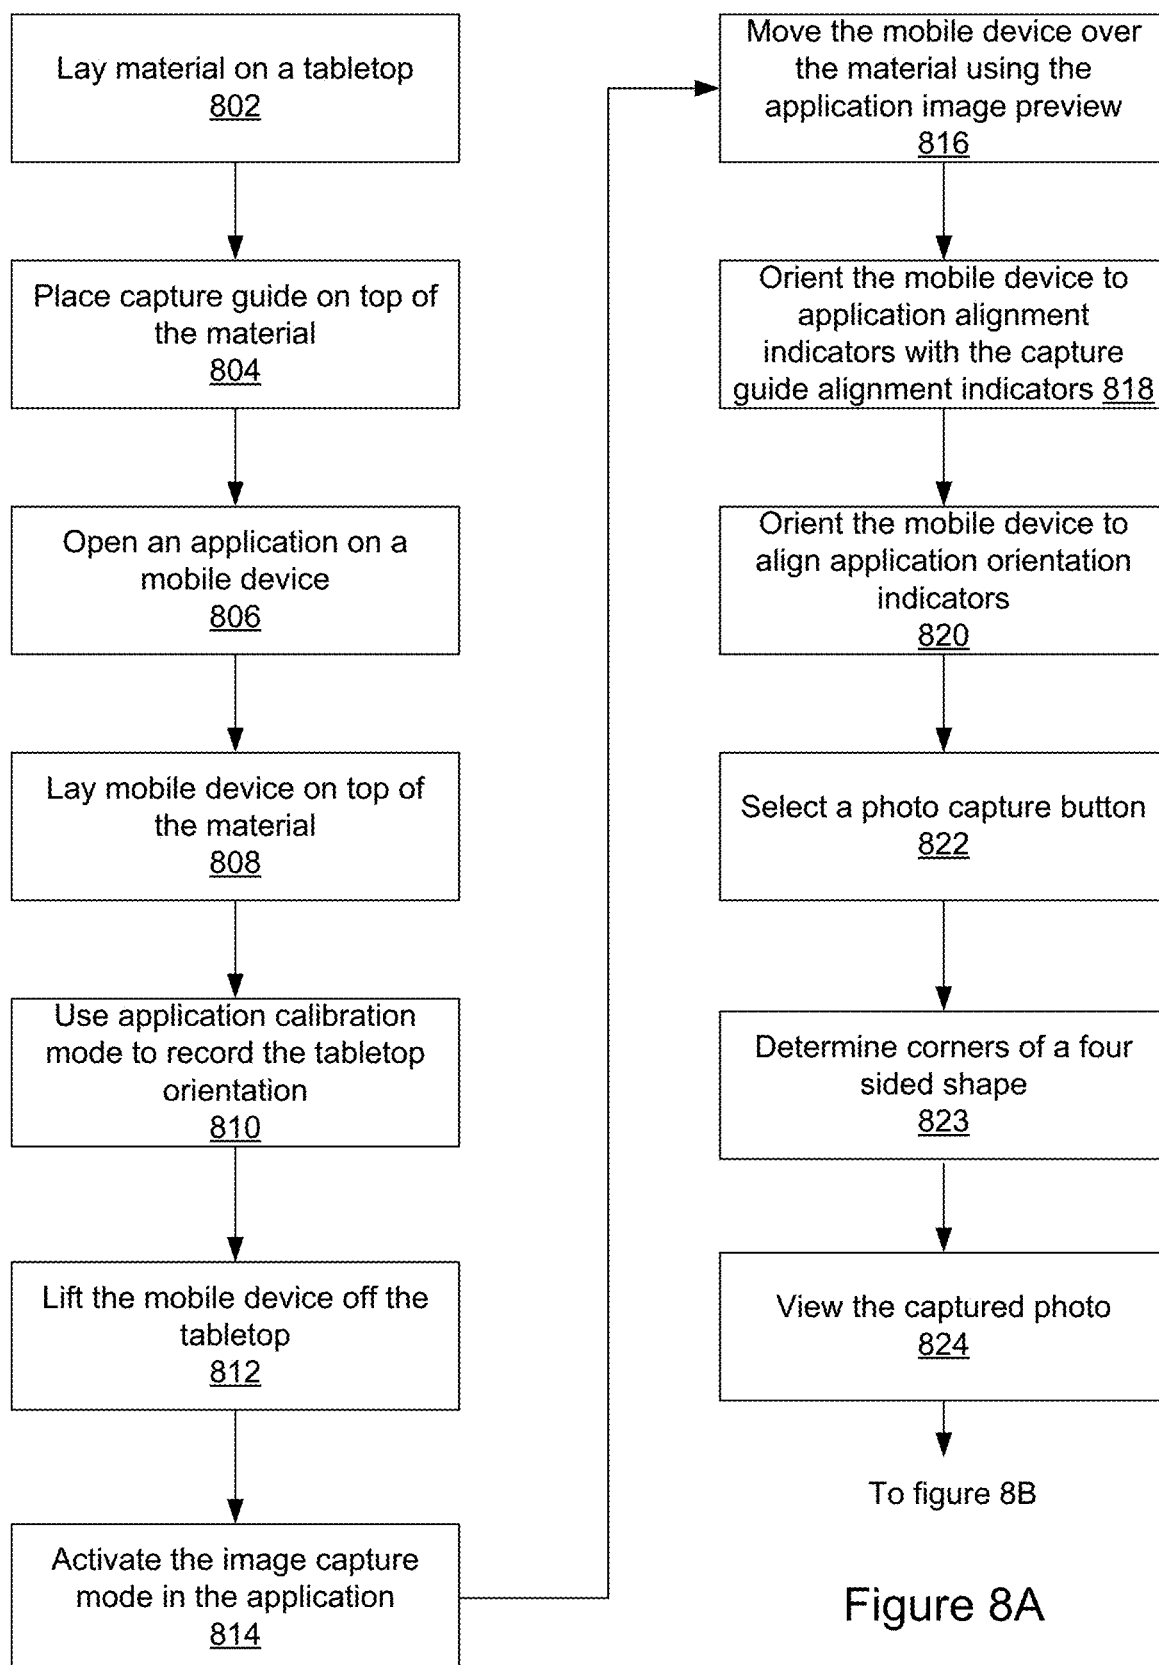 Lay material on a tabletop
802
Place capture guide on top of
the material
804
Open an application on a
mobile device
806
Lay mobile device on top of
the material
808
Use application calibration
mode to record the tabletop
orientation
810
Lift the mobile device off the
tabletop
812
Activate the image capture
mode in the application
814
Move the mobile device over
the material using the
application image preview
816
Orient the mobile device to
application alignment
indicators with the capture
guide alignment indicators 818
Orient the mobile device to
align application orientation
indicators
820
Select a photo capture button
822
Determine corners of a four
sided shape
823
View the captured photo
824
To figure 8B
Figure 8A